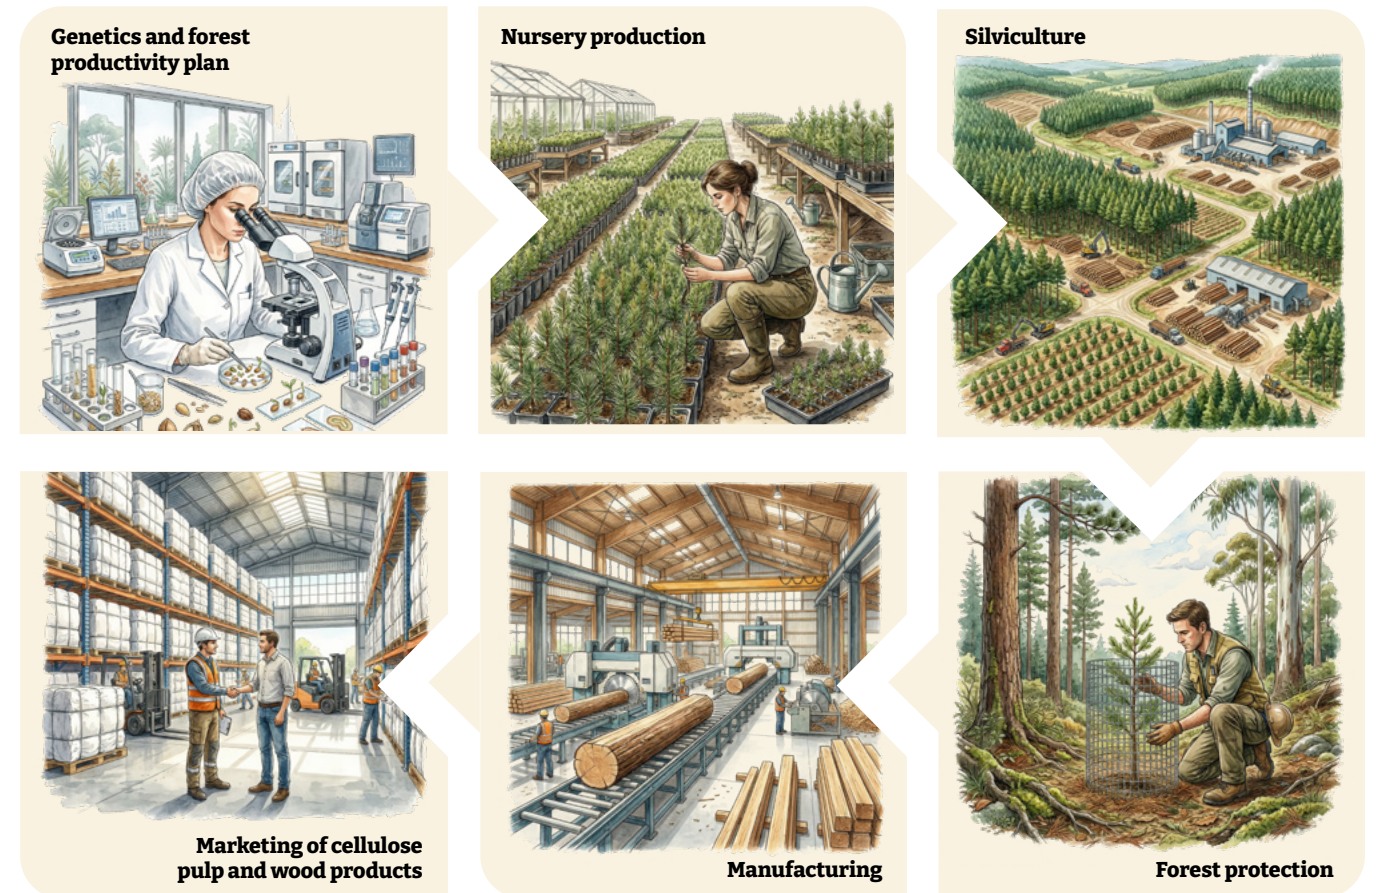 Genetics and forest
productivity plan
Nursery production
Silviculture
Forest protection
Manufacturing
Marketing of cellulose
pulp and wood products